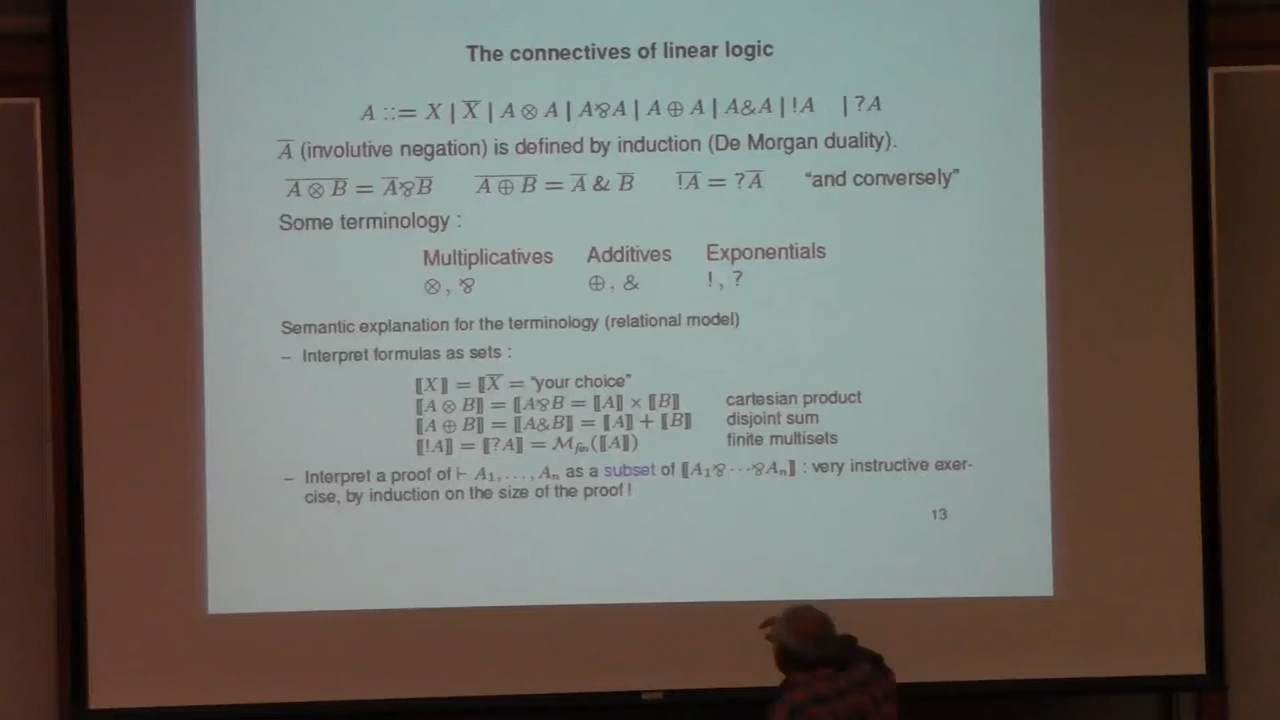 The connectives of linear logic
A ::= X | X̅ | A ⊗ A | A⅋A | A ⊕ A | A&A | !A | ?A
A̅ (involutive negation) is defined by induction (De Morgan duality).
\overline{A ⊗ B} = A̅⅋B̅ \overline{A ⊕ B} = A̅ & B̅ \overline{!A} = ?A̅ “and conversely”
Some terminology :
Multiplicatives Additives Exponentials
⊗, ⅋ ⊕, & !, ?
Semantic explanation for the terminology (relational model)
– Interpret formulas as sets :
⟦X⟧ = ⟦X̅ = “your choice”
⟦A ⊗ B⟧ = ⟦A⅋B = ⟦A⟧ × ⟦B⟧ cartesian product
⟦A ⊕ B⟧ = ⟦A&B⟧ = ⟦A⟧ + ⟦B⟧ disjoint sum
⟦!A⟧ = ⟦?A⟧ = ℳ_fin(⟦A⟧) finite multisets
– Interpret a proof of ⊢ A₁, . . . , Aₙ as a subset of ⟦A₁⅋ · · · ⅋Aₙ⟧ : very instructive exer-
cise, by induction on the size of the proof !
13